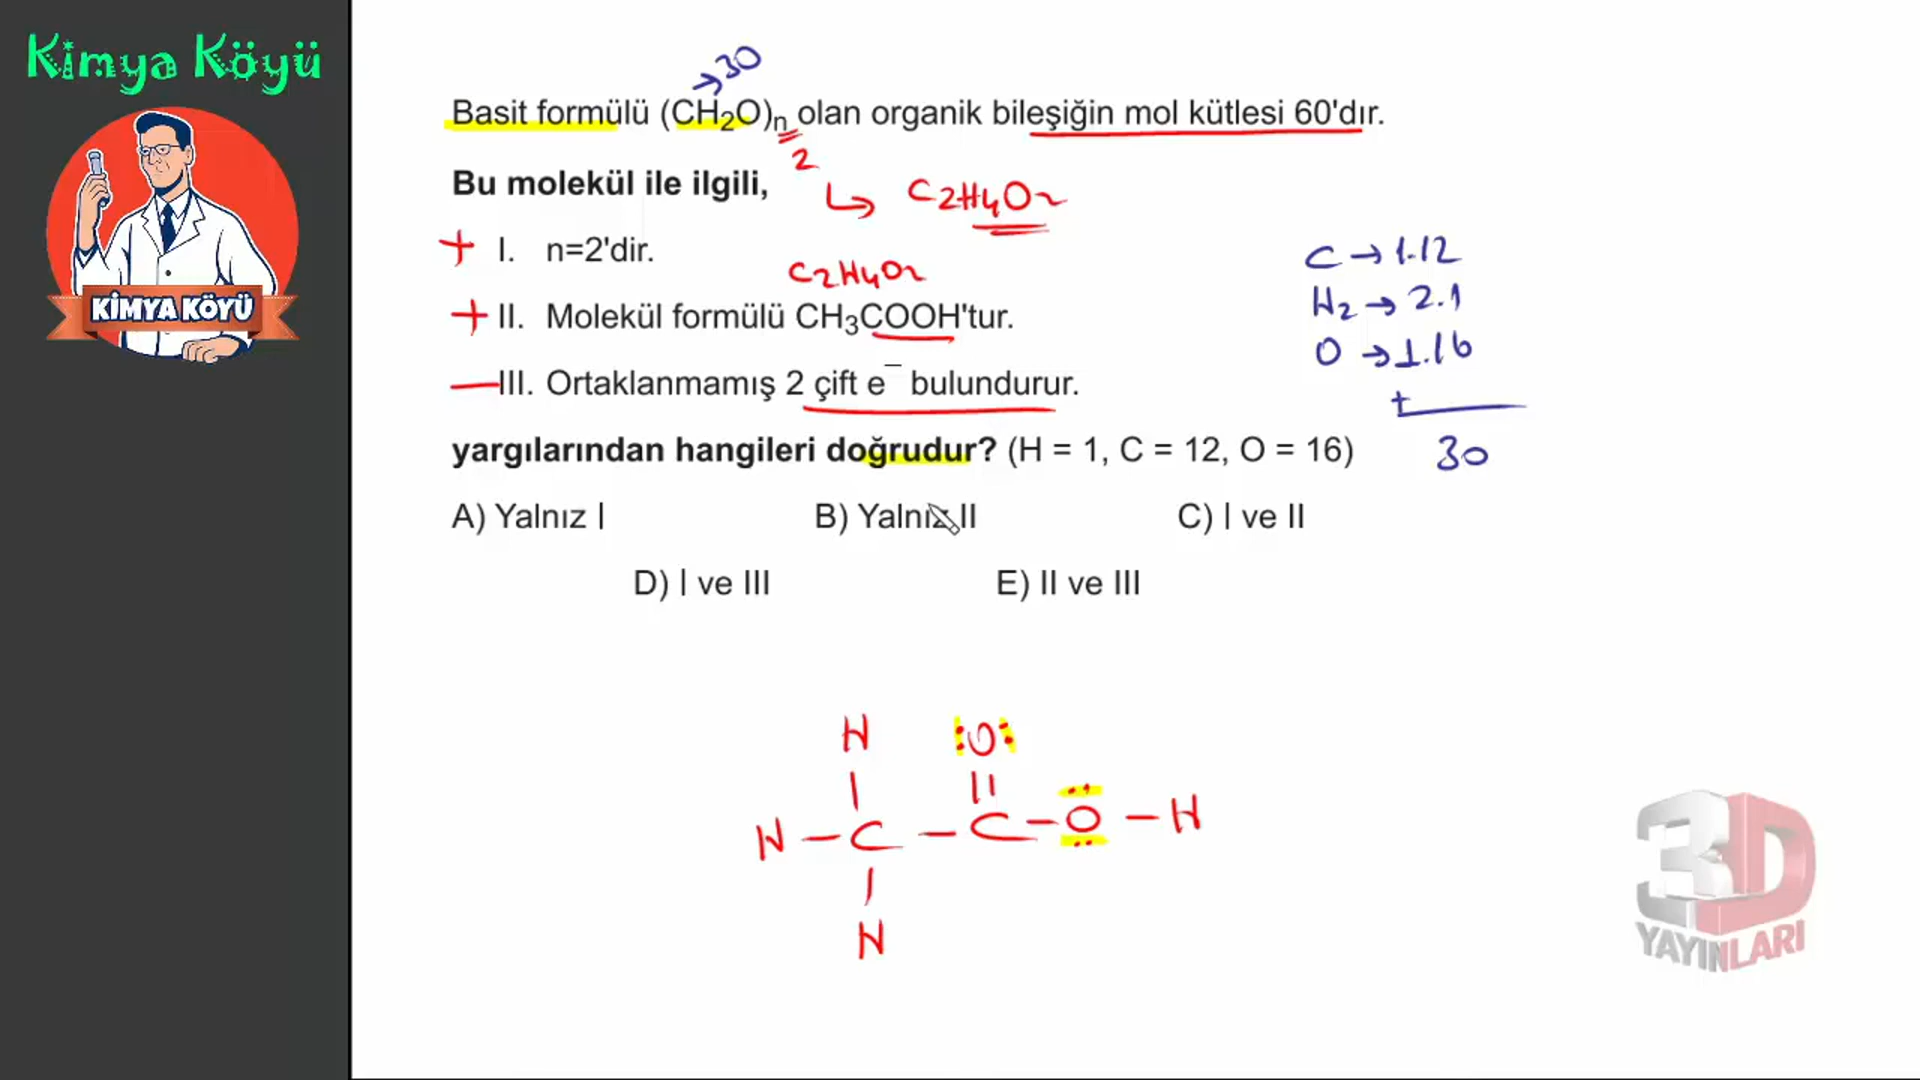 Kimya Köyü
KİMYA KÖYÜ
→30
Basit formülü (CH₂O)ₙ olan organik bileşiğin mol kütlesi 60'dır.
2
Bu molekül ile ilgili,
↳ C2H4O2
+ I. n=2'dir.
C → 1.12
C2H4O2
H2 → 2.1
+ II. Molekül formülü CH₃COOH'tur.
O → 1.16
— III. Ortaklanmamış 2 çift e⁻ bulundurur.
+
yargılarından hangileri doğrudur? (H = 1, C = 12, O = 16)
30
A) Yalnız I B) Yalnız II C) I ve II
D) I ve III E) II ve III
H :O:
H – C – C – O – H
H
3D
YAYINLARI